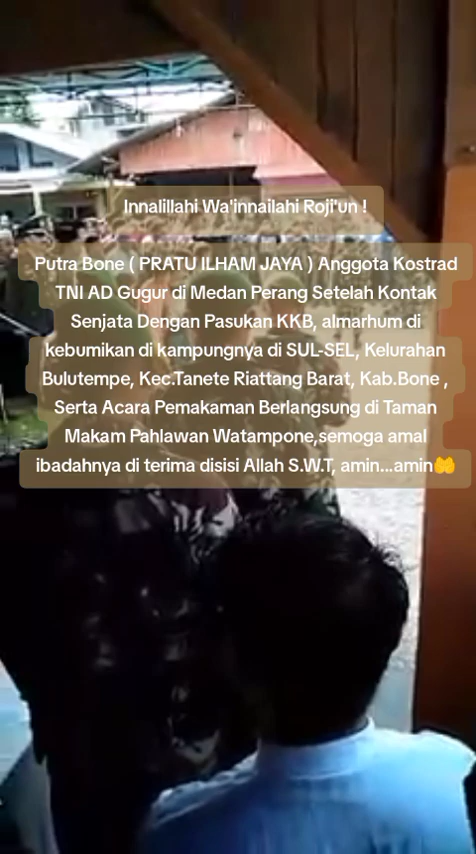 Innalillahi Wa'innailahi Roji'un !
Putra Bone ( PRATU ILHAM JAYA ) Anggota Kostrad
TNI AD Gugur di Medan Perang Setelah Kontak
Senjata Dengan Pasukan KKB, almarhum di
kebumikan di kampungnya di SUL-SEL, Kelurahan
Bulutempe, Kec.Tanete Riattang Barat, Kab.Bone ,
Serta Acara Pemakaman Berlangsung di Taman
Makam Pahlawan Watampone,semoga amal
ibadahnya di terima disisi Allah S.W.T, amin...amin🤲